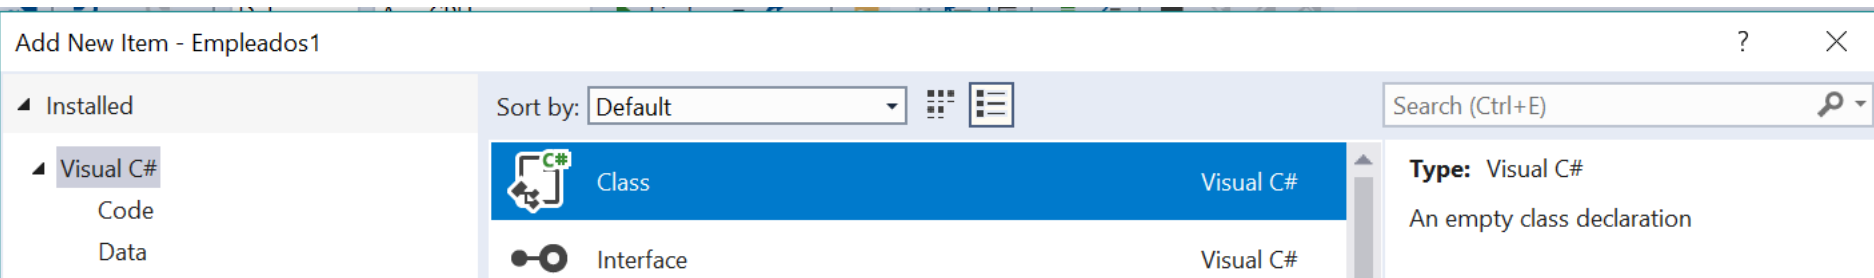 Add New Item - Empleados1
?
Installed
Sort by: Default
Search (Ctrl+E)
Visual C#
Code
Data
C#
Class Visual C#
Interface Visual C#
Type: Visual C#
An empty class declaration